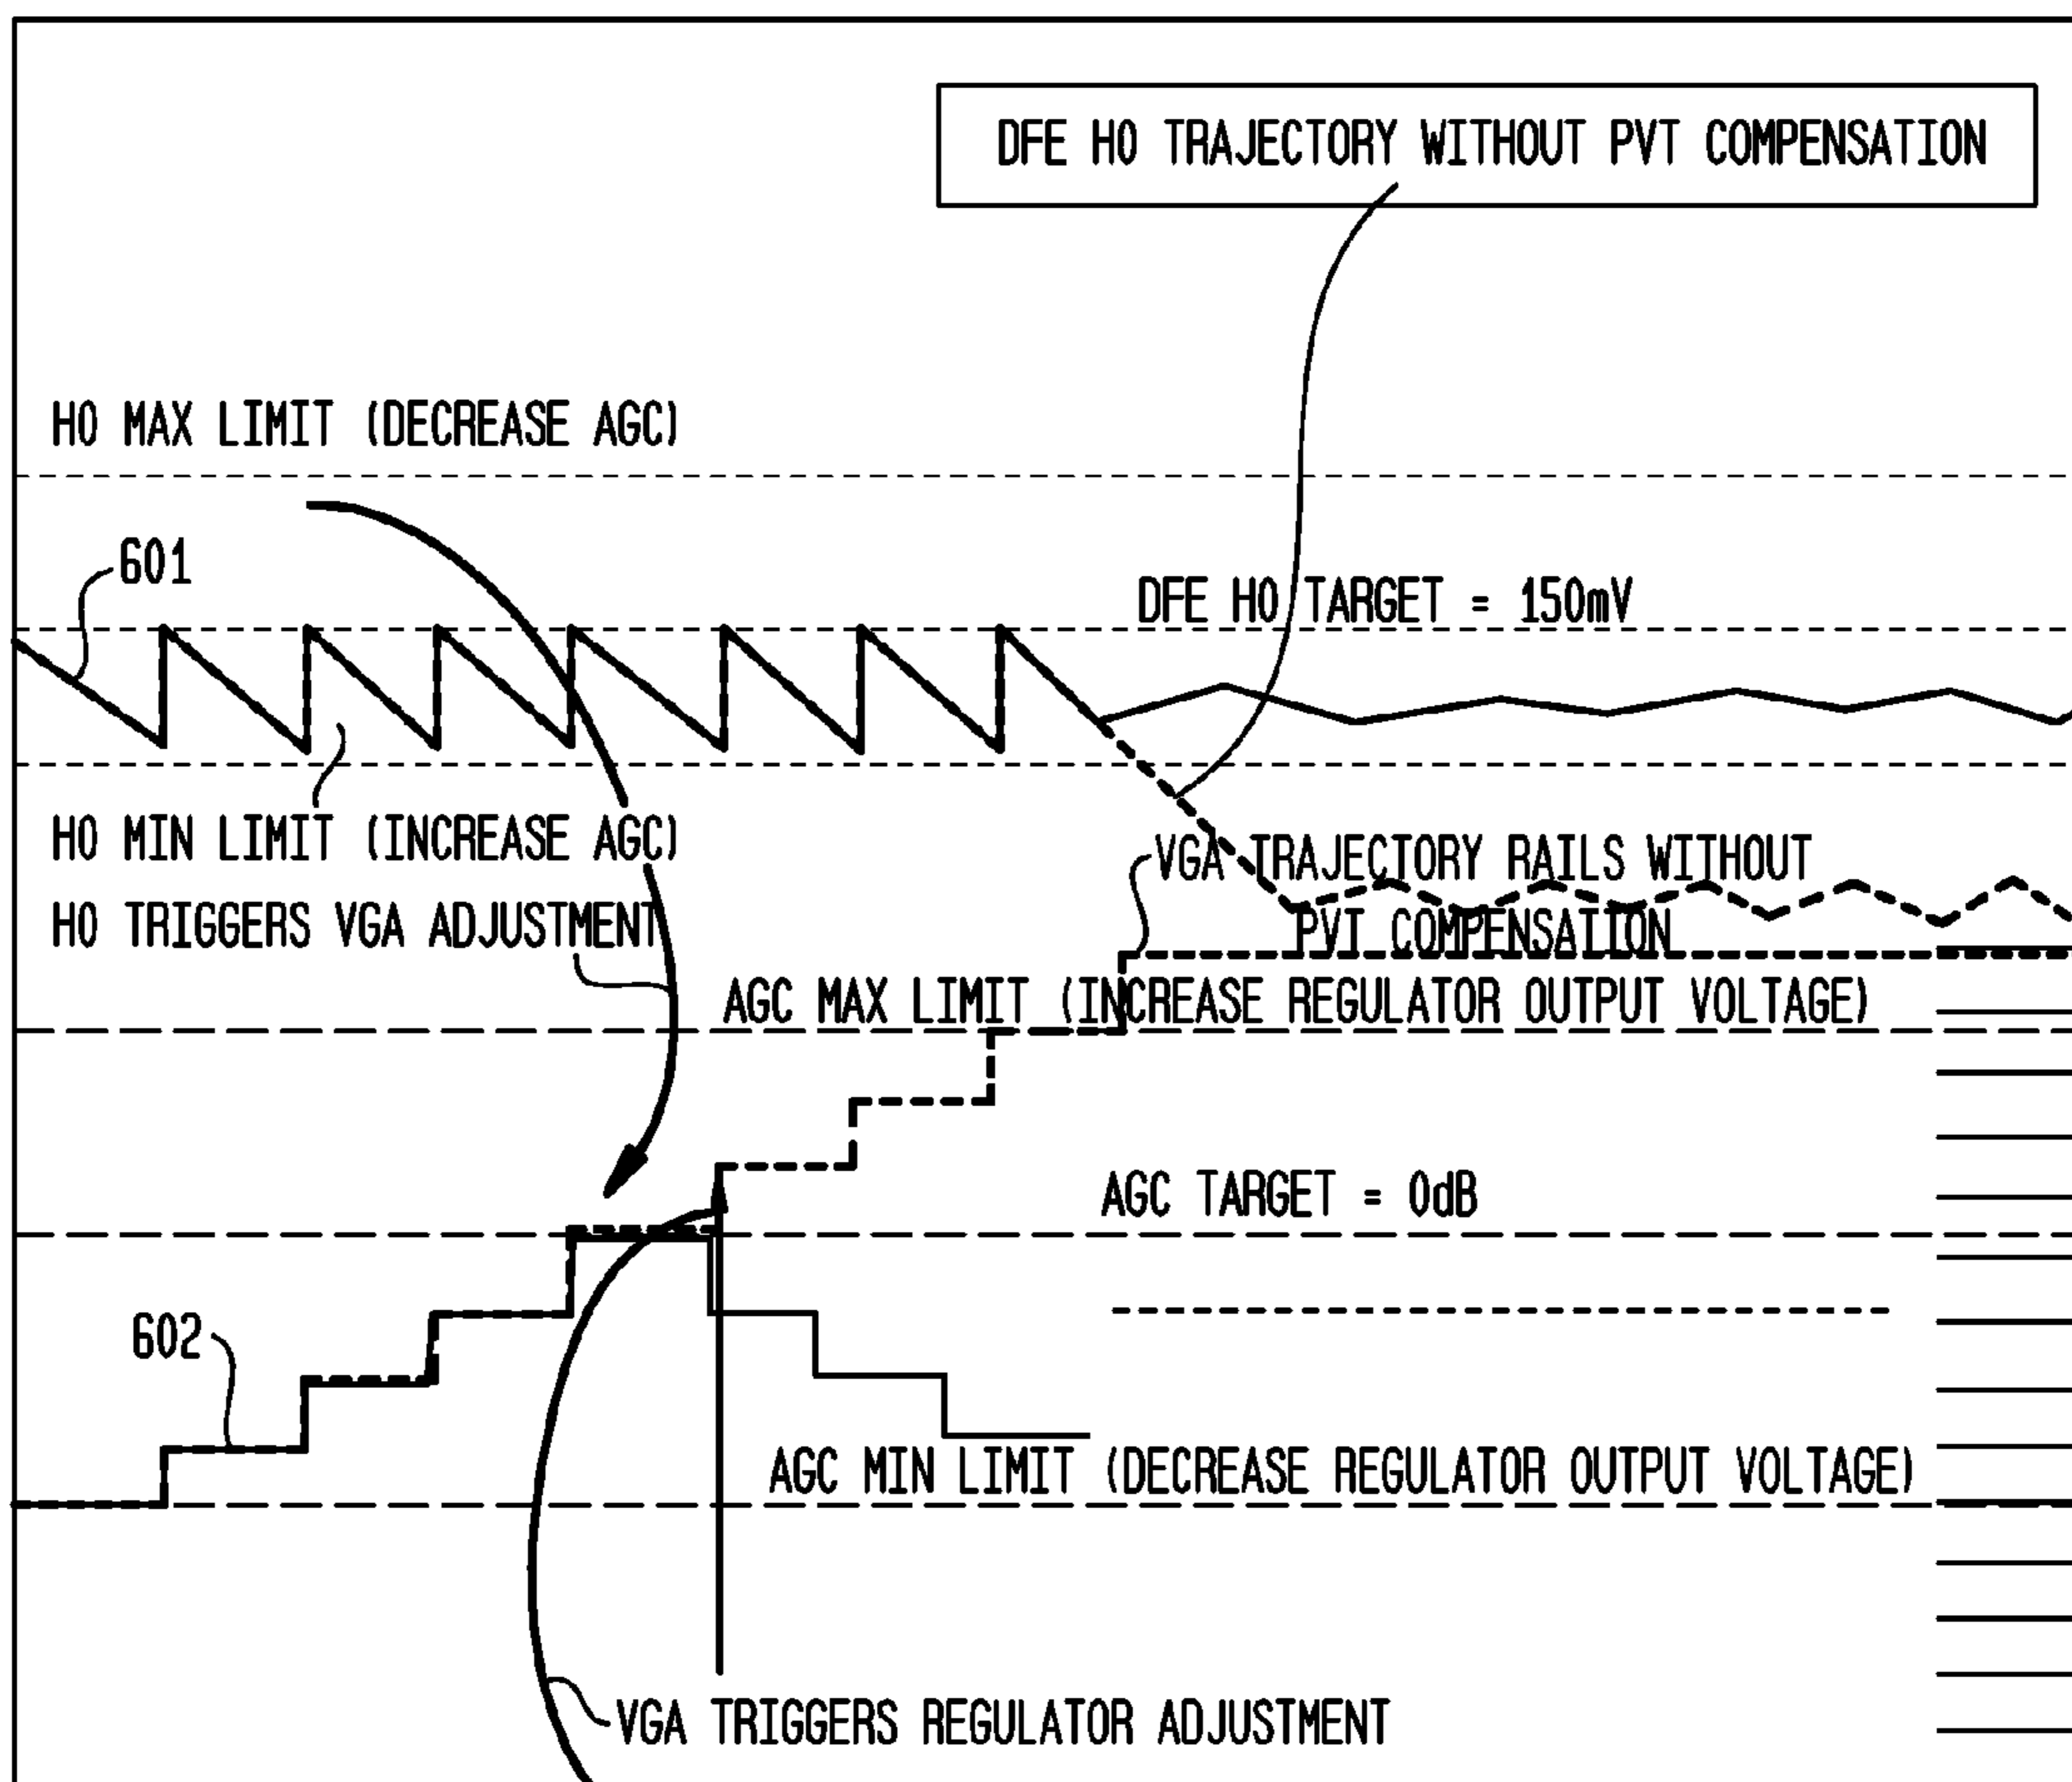 DFE H0 TRAJECTORY WITHOUT PVT COMPENSATION
H0 MAX LIMIT (DECREASE AGC)
601
DFE H0 TARGET = 150mV
H0 MIN LIMIT (INCREASE AGC)
VGA TRAJECTORY RAILS WITHOUT
PVT COMPENSATION
H0 TRIGGERS VGA ADJUSTMENT
AGC MAX LIMIT (INCREASE REGULATOR OUTPUT VOLTAGE)
AGC TARGET = 0dB
602
AGC MIN LIMIT (DECREASE REGULATOR OUTPUT VOLTAGE)
VGA TRIGGERS REGULATOR ADJUSTMENT